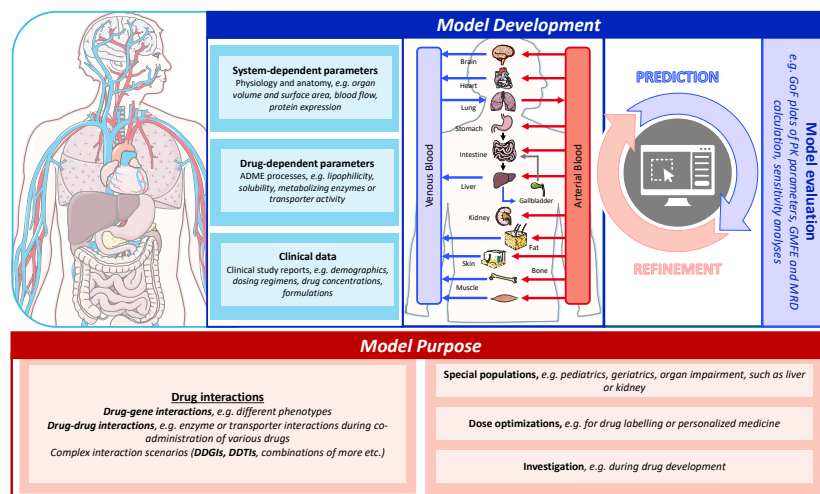 Model Development
System-dependent parameters
Physiology and anatomy, e.g. organ
volume and surface area, blood flow,
protein expression
Drug-dependent parameters
ADME processes, e.g. lipophilicity,
solubility, metabolizing enzymes or
transporter activity
Clinical data
Clinical study reports, e.g. demographics,
dosing regimens, drug concentrations,
formulations
Venous Blood
Brain
Heart
Lung
Stomach
Intestine
Liver
Gallbladder
Kidney
Fat
Skin
Bone
Muscle
Arterial Blood
PREDICTION
REFINEMENT
Model evaluation
e.g. GoF plots of PK parameters, GMFE and MRD
calculation, sensitivity analyses
Model Purpose
Drug interactions
Drug-gene interactions, e.g. different phenotypes
Drug-drug interactions, e.g. enzyme or transporter interactions during co-
administration of various drugs
Complex interaction scenarios (DDGIs, DDTIs, combinations of more etc.)
Special populations, e.g. pediatrics, geriatrics, organ impairment, such as liver
or kidney
Dose optimizations, e.g. for drug labelling or personalized medicine
Investigation, e.g. during drug development